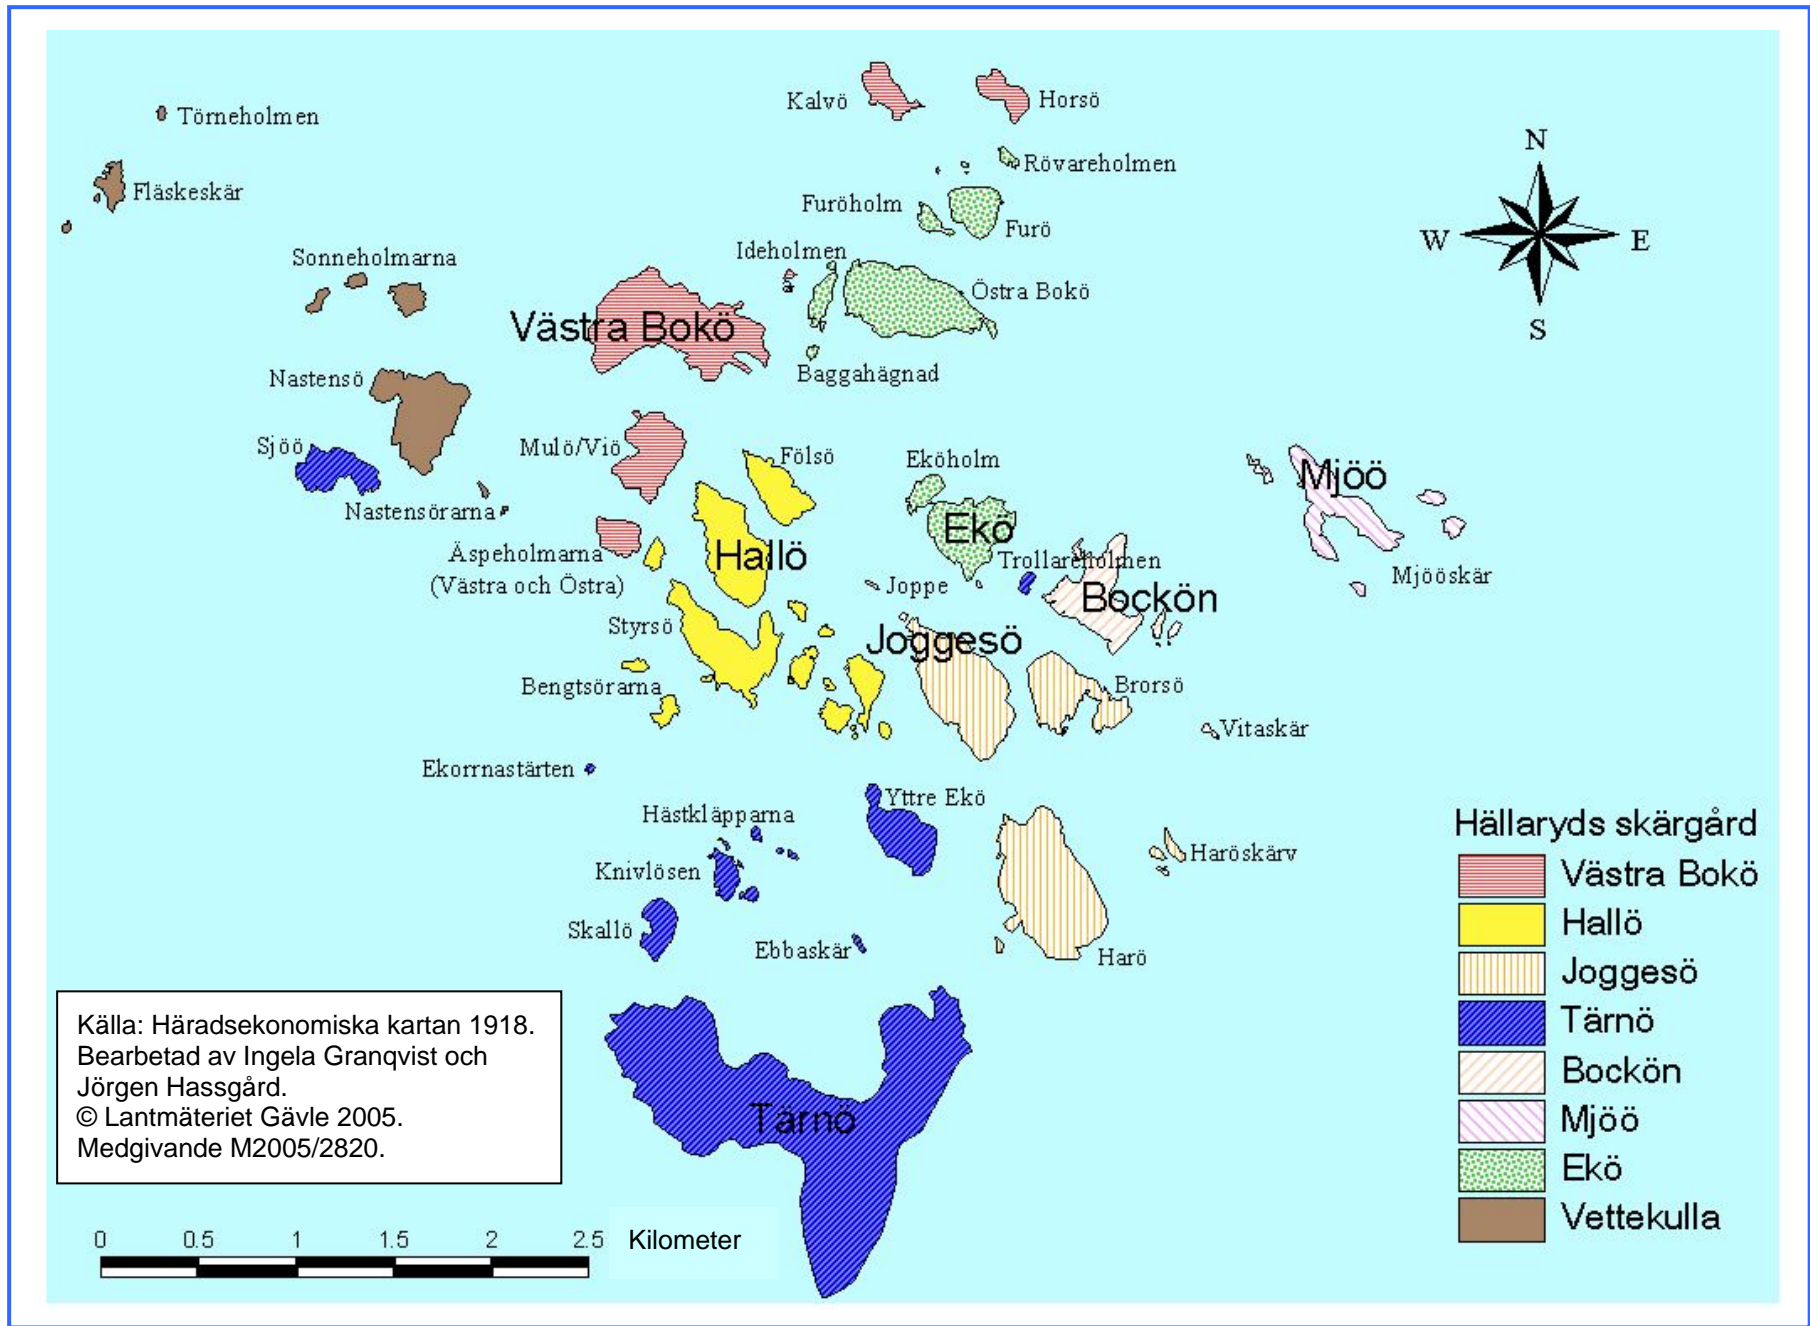 Kalvö
Horsö
Törneholmen
Rövareholmen
Fläskeskär
Furöholm
Furö
Ideholmen
Sonneholmarna
Östra Bokö
Västra Bokö
Baggahägnad
Nastensö
Sjöö
Mulö/Viö
Fölsö
Eköholm
Mjöö
Nastensörarna
Ekö
Äspeholmarna
(Västra och Östra)
Hallö
Trollareholmen
Mjööskär
Joppe
Bockön
Styrsö
Joggesö
Bengtsörarna
Brorsö
Vitaskär
Ekorrnastärten
Yttre Ekö
Hästkläpparna
Knivlösen
Haröskärv
Skallö
Ebbaskär
Harö
Tärnö
N
W
E
S
Hällaryds skärgård
Västra Bokö
Hallö
Joggesö
Tärnö
Bockön
Mjöö
Ekö
Vettekulla
Källa: Häradsekonomiska kartan 1918.
Bearbetad av Ingela Granqvist och
Jörgen Hassgård.
© Lantmäteriet Gävle 2005.
Medgivande M2005/2820.
0 0.5 1 1.5 2 2.5 Kilometer